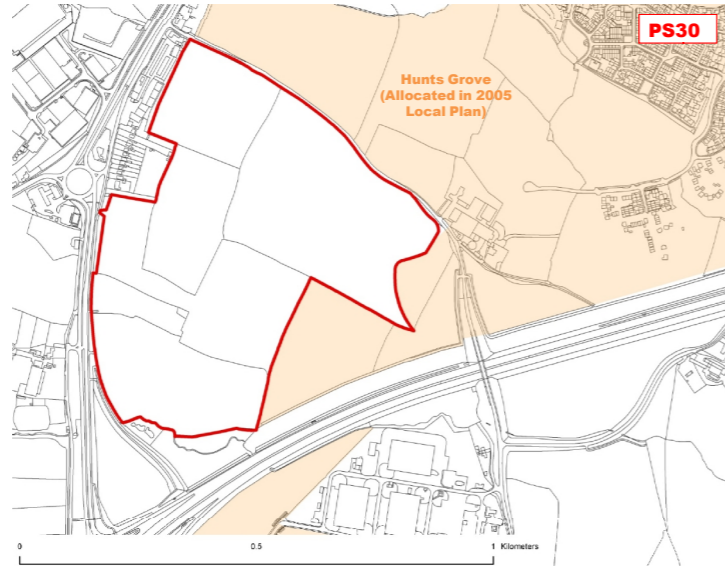 PS30
Hunts Grove
(Allocated in 2005
Local Plan)
0 0.5 1 Kilometers